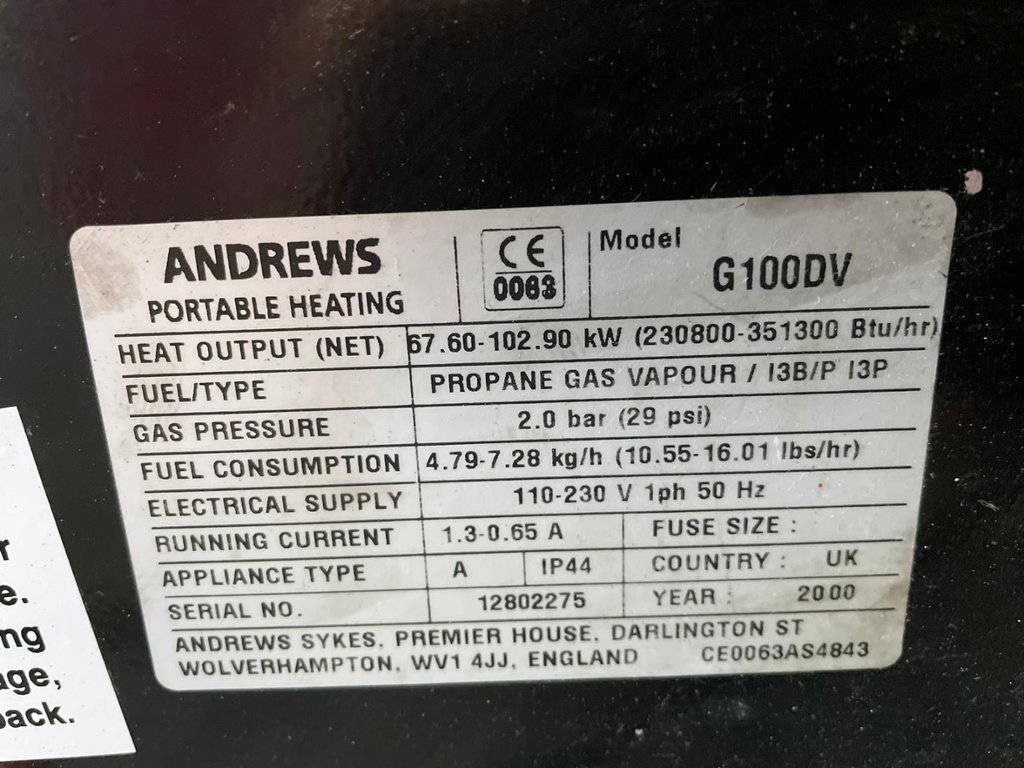 ANDREWS
PORTABLE HEATING
CE
0063
Model
G100DV
HEAT OUTPUT (NET) 67.60-102.90 kW (230800-351300 Btu/hr)
FUEL/TYPE PROPANE GAS VAPOUR / I3B/P I3P
GAS PRESSURE 2.0 bar (29 psi)
FUEL CONSUMPTION 4.79-7.28 kg/h (10.55-16.01 lbs/hr)
ELECTRICAL SUPPLY 110-230 V 1ph 50 Hz
RUNNING CURRENT 1.3-0.65 A FUSE SIZE :
APPLIANCE TYPE A IP44 COUNTRY : UK
SERIAL NO. 12802275 YEAR : 2000
ANDREWS SYKES, PREMIER HOUSE, DARLINGTON ST
WOLVERHAMPTON, WV1 4JJ, ENGLAND CE0063AS4843